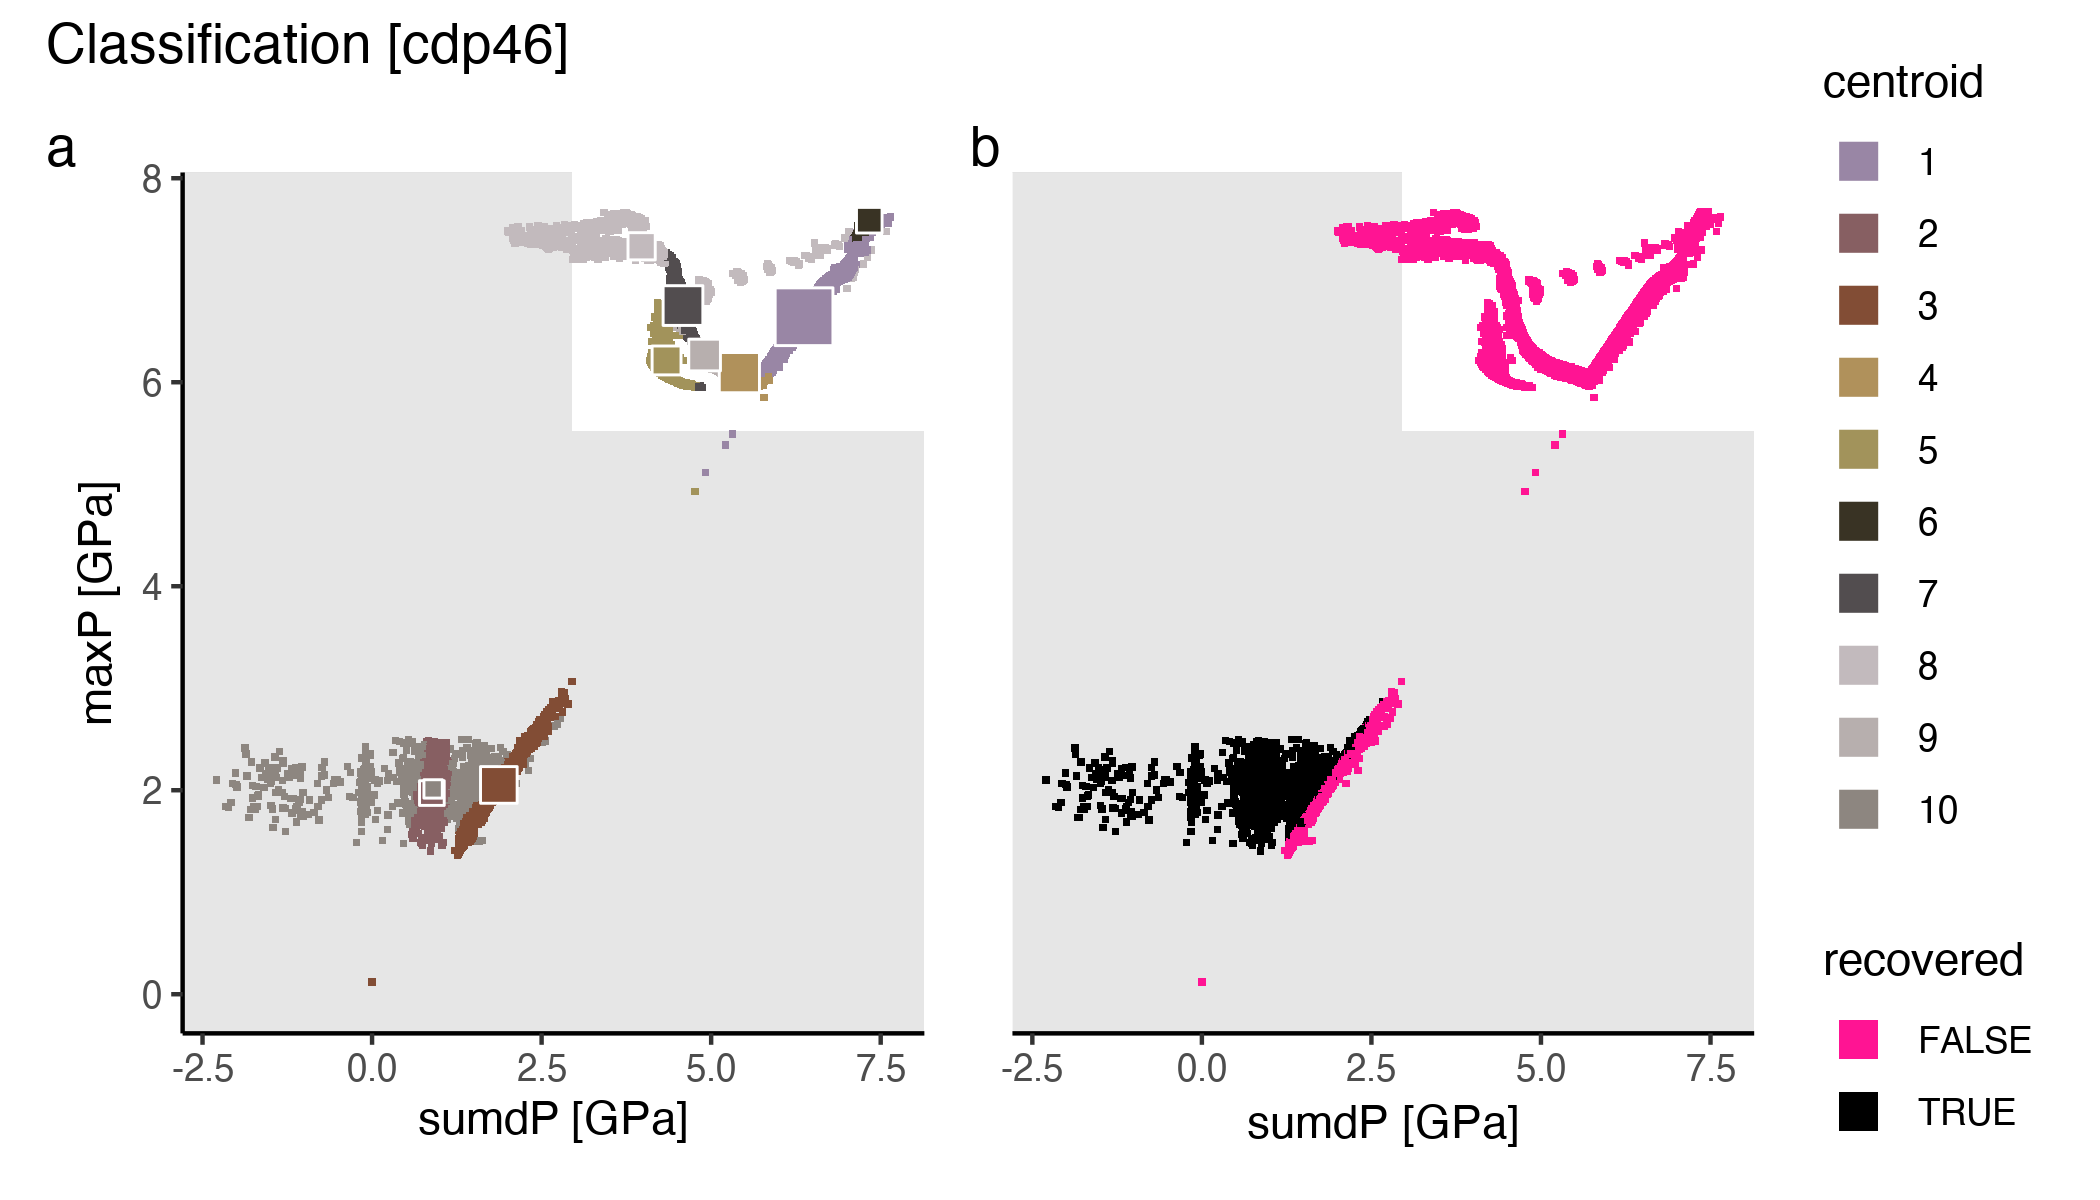 Classification [cdp46]
a
8
6
4
2
0
maxP [GPa]
-2.5 0.0 2.5 5.0 7.5
sumdP [GPa]
b
-2.5 0.0 2.5 5.0 7.5
sumdP [GPa]
centroid
1
2
3
4
5
6
7
8
9
10
recovered
FALSE
TRUE